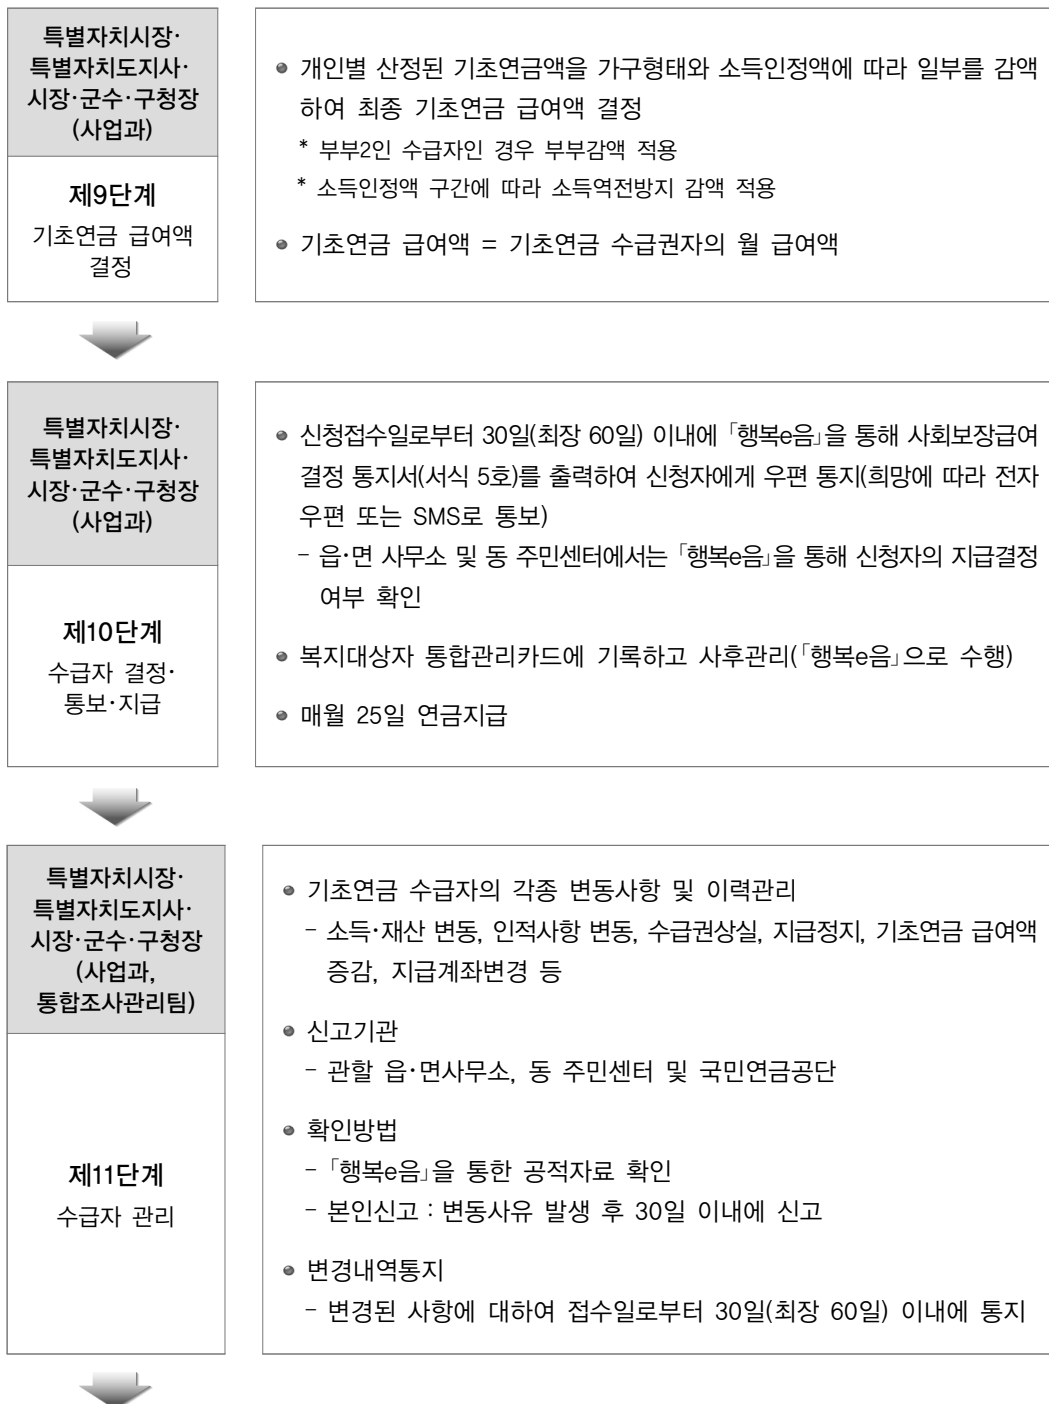 특별자치시장·
특별자치도지사·
시장·군수·구청장
(사업과)
제9단계
기초연금 급여액
결정
개인별 산정된 기초연금액을 가구형태와 소득인정액에 따라 일부를 감액
하여 최종 기초연금 급여액 결정
* 부부2인 수급자인 경우 부부감액 적용
* 소득인정액 구간에 따라 소득역전방지 감액 적용
기초연금 급여액 = 기초연금 수급권자의 월 급여액
특별자치시장·
특별자치도지사·
시장·군수·구청장
(사업과)
제10단계
수급자 결정·
통보·지급
신청접수일로부터 30일(최장 60일) 이내에 「행복e음」을 통해 사회보장급여
결정 통지서(서식 5호)를 출력하여 신청자에게 우편 통지(희망에 따라 전자
우편 또는 SMS로 통보)
- 읍·면 사무소 및 동 주민센터에서는 「행복e음」을 통해 신청자의 지급결정
여부 확인
복지대상자 통합관리카드에 기록하고 사후관리(「행복e음」으로 수행)
매월 25일 연금지급
특별자치시장·
특별자치도지사·
시장·군수·구청장
(사업과,
통합조사관리팀)
제11단계
수급자 관리
기초연금 수급자의 각종 변동사항 및 이력관리
- 소득·재산 변동, 인적사항 변동, 수급권상실, 지급정지, 기초연금 급여액
증감, 지급계좌변경 등
신고기관
- 관할 읍·면사무소, 동 주민센터 및 국민연금공단
확인방법
- 「행복e음」을 통한 공적자료 확인
- 본인신고 : 변동사유 발생 후 30일 이내에 신고
변경내역통지
- 변경된 사항에 대하여 접수일로부터 30일(최장 60일) 이내에 통지